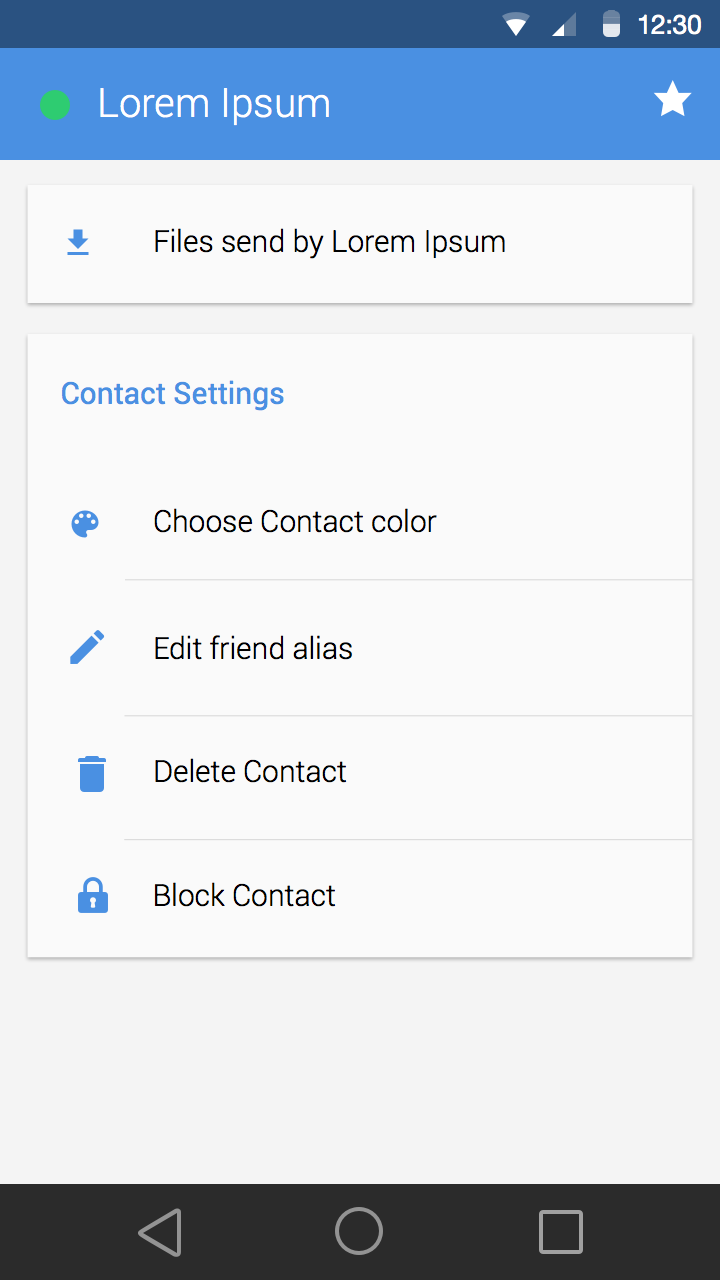 12:30
Lorem Ipsum
Files send by Lorem Ipsum
Contact Settings
Choose Contact color
Edit friend alias
Delete Contact
Block Contact